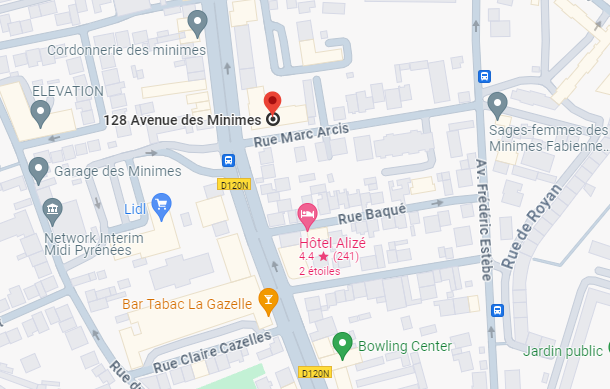 Cordonnerie des minimes
ELEVATION
128 Avenue des Minimes
Rue Marc Arcis
Sages-femmes des
Minimes Fabienne...
Garage des Minimes
D120N
Av. Frédéric Estèbe
Rue de Royan
Lidl
Rue Baqué
Network Interim
Midi Pyrénées
Hôtel Alizé
4.4 ★ (241)
2 étoiles
Bar Tabac La Gazelle
Rue Claire Cazelles
Bowling Center
Jardin public
Rue de
D120N